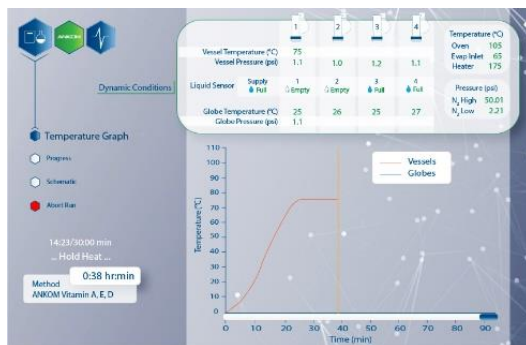 ANKOM
Dynamic Conditions
1 2 3 4
Vessel Temperature (°C) 75
Vessel Pressure (psi) 1.1 1.0 1.2 1.1
Liquid Sensor Supply 1 2 3 4
Full Empty Empty Full Full
Globe Temperature (°C) 25 26 25 27
Globe Pressure (psi) 1.1
Temperature (°C)
Oven 105
Evap Inlet 65
Heater 175
Pressure (psi)
N₂ High 50.01
N₂ Low 2.21
Temperature Graph
Progress
Schematic
Abort Run
14:23/30:00 min
... Hold Heat ...
0:38 hr:min
Method
ANKOM Vitamin A, E, D
Vessels
Globes
Temperature (°C)
110
100
90
80
70
60
50
40
30
20
10
0
0 10 20 30 40 50 60 70 80 90
Time (min)